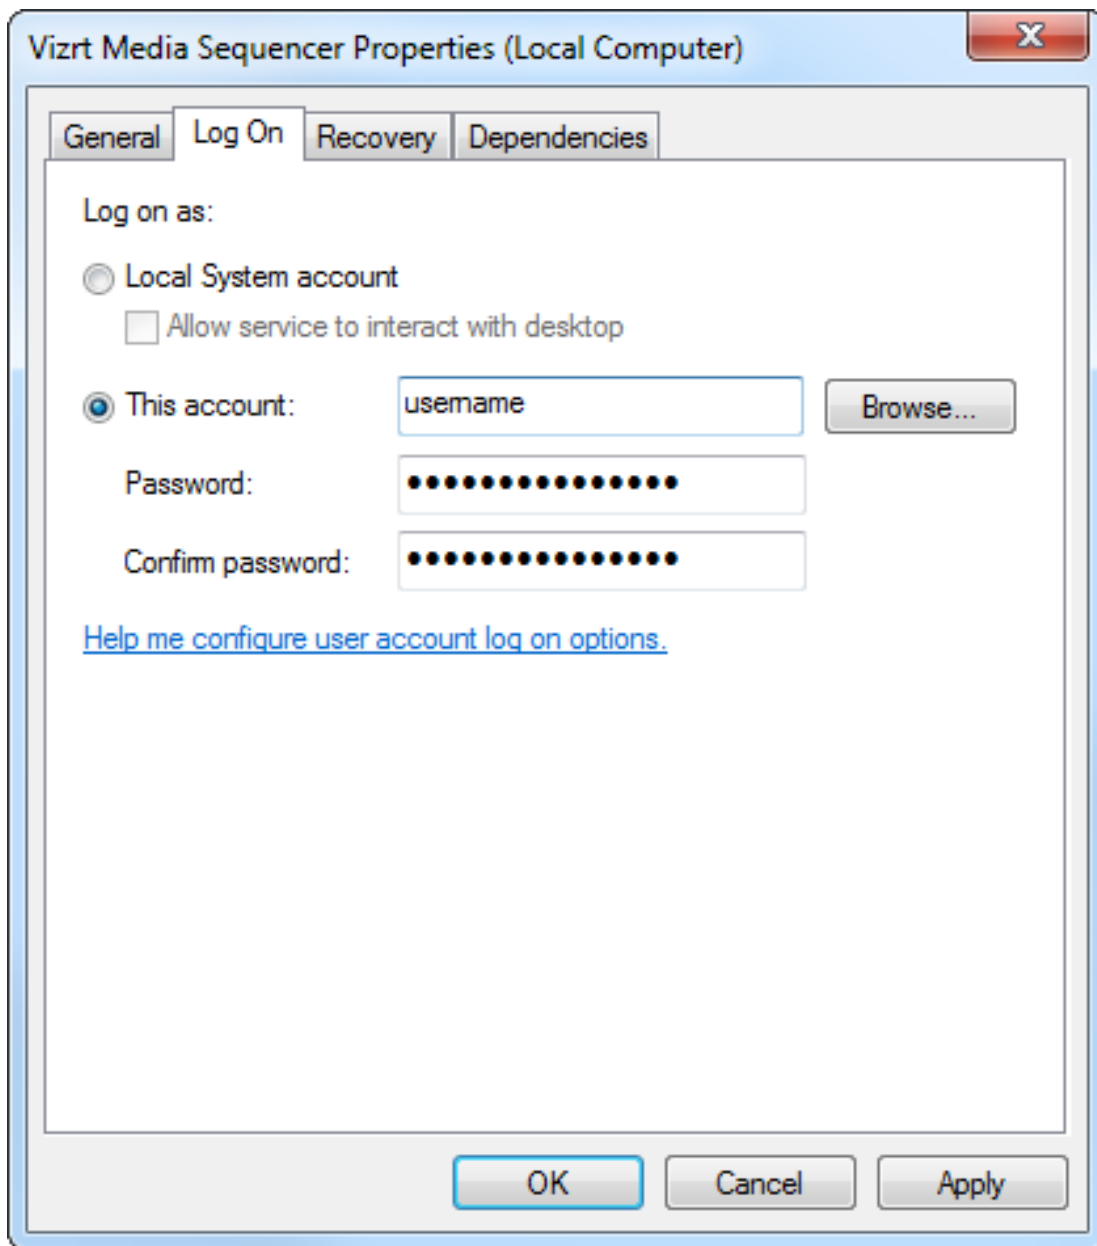 Vizrt Media Sequencer Properties (Local Computer)
General Log On Recovery Dependencies
Log on as:
Local System account
Allow service to interact with desktop
This account: username Browse...
Password: •••••••••••••••
Confirm password: •••••••••••••••
Help me configure user account log on options.
OK Cancel Apply